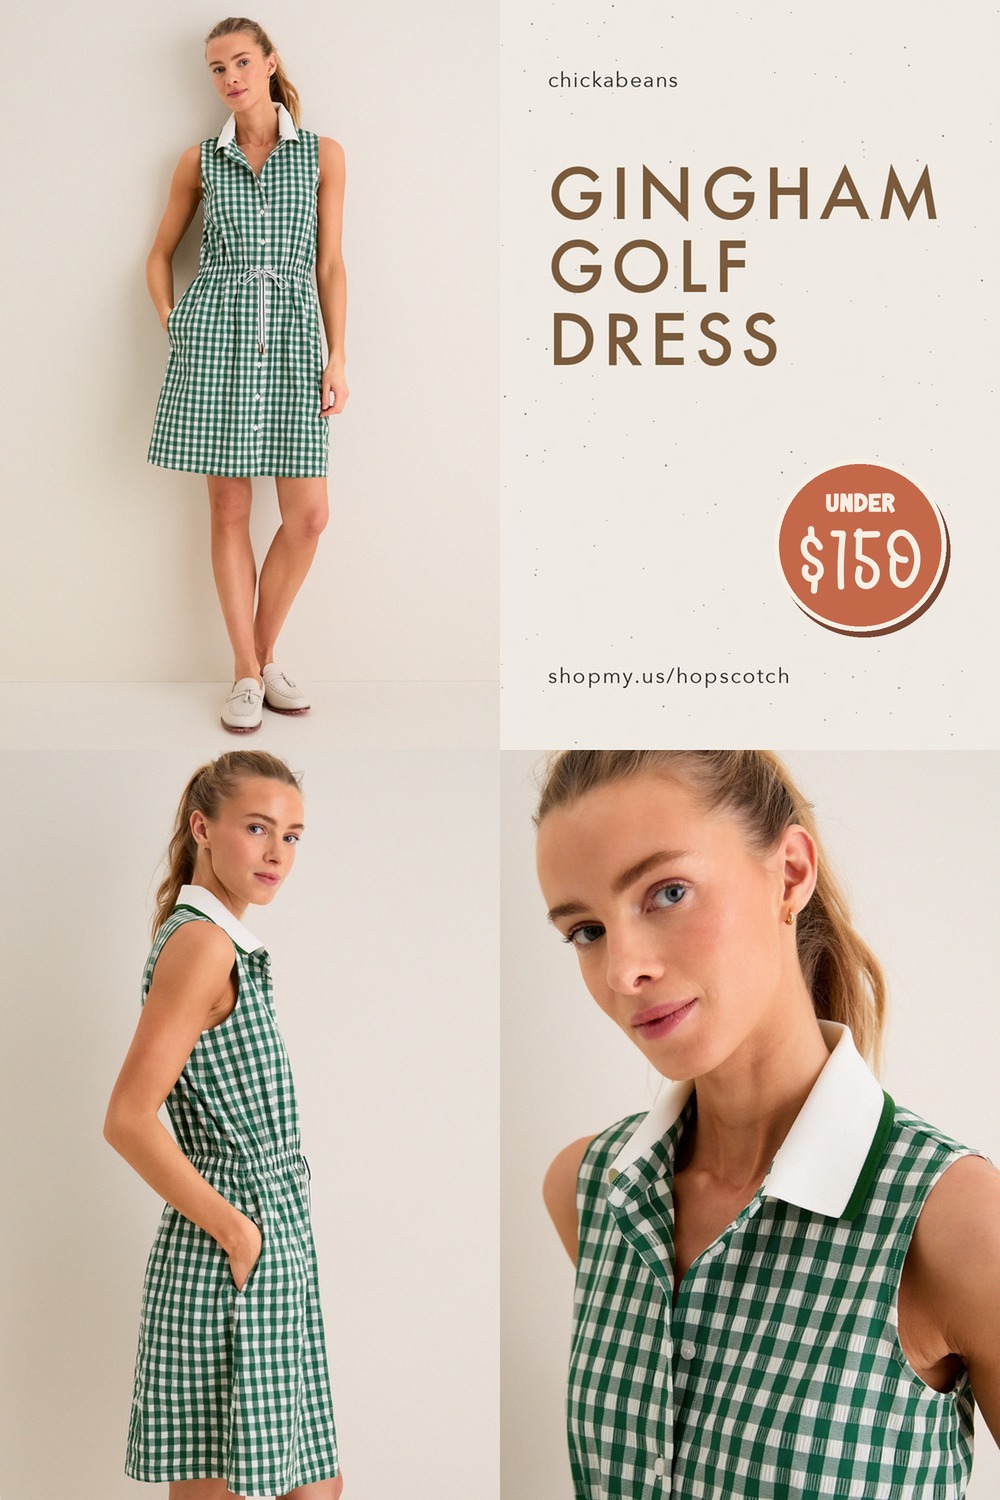 chickabeans
GINGHAM
GOLF
DRESS
UNDER
$150
shopmy.us/hopscotch